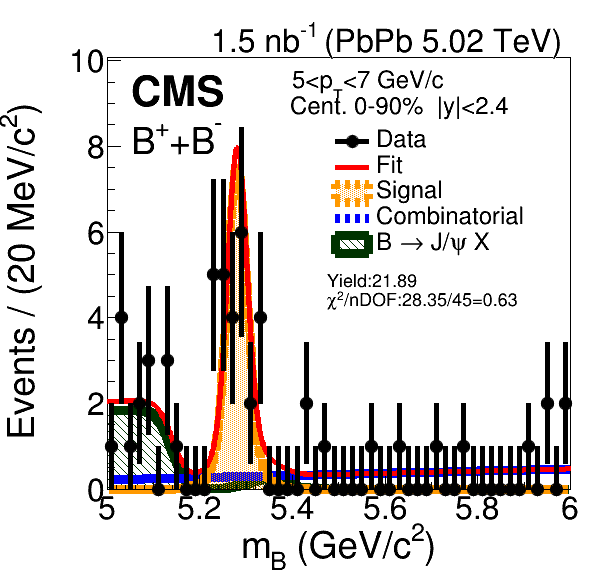 1.5 nb⁻¹ (PbPb 5.02 TeV)
CMS
B⁺+B⁻
5<p_T<7 GeV/c
Cent. 0-90% |y|<2.4
Data
Fit
Signal
Combinatorial
B → J/ψ X
Yield:21.89
χ²/nDOF:28.35/45=0.63
Events / (20 MeV/c²)
10
8
6
4
2
0
5 5.2 5.4 5.6 5.8 6
m_B (GeV/c²)